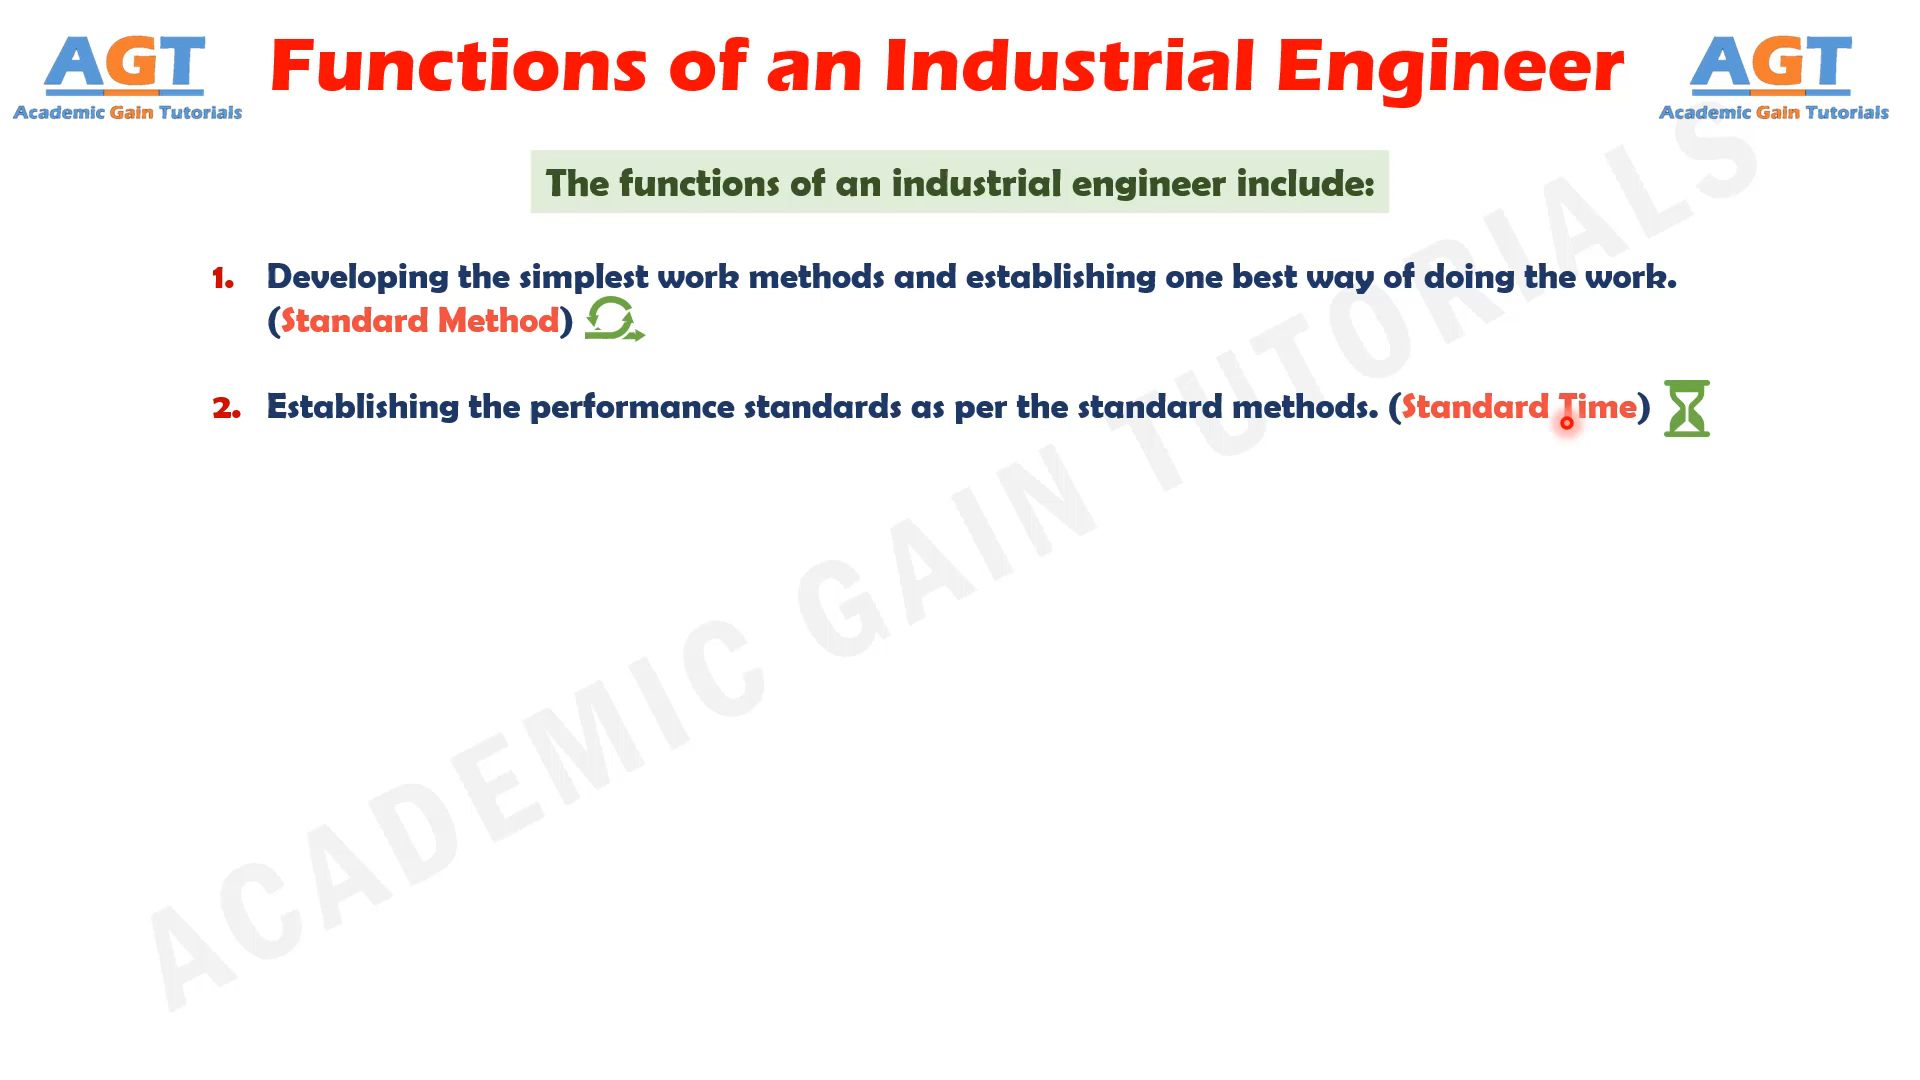 AGT
Academic Gain Tutorials
Functions of an Industrial Engineer
AGT
Academic Gain Tutorials
The functions of an industrial engineer include:
1. Developing the simplest work methods and establishing one best way of doing the work.
(Standard Method)
2. Establishing the performance standards as per the standard methods. (Standard Time)
ACADEMIC GAIN TUTORIALS